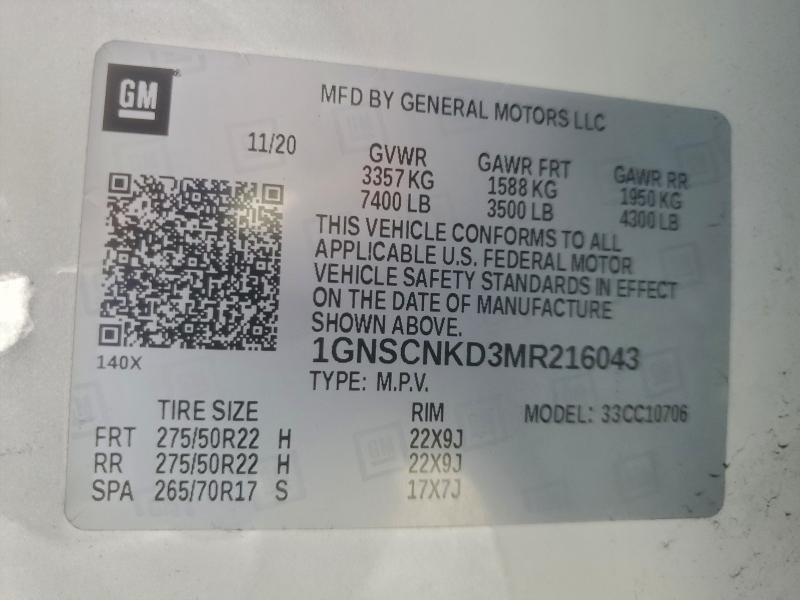 GM
MFD BY GENERAL MOTORS LLC
11/20
GVWR GAWR FRT GAWR RR
3357 KG 1588 KG 1950 KG
7400 LB 3500 LB 4300 LB
THIS VEHICLE CONFORMS TO ALL
APPLICABLE U.S. FEDERAL MOTOR
VEHICLE SAFETY STANDARDS IN EFFECT
ON THE DATE OF MANUFACTURE
SHOWN ABOVE.
140X
1GNSCNKD3MR216043
TYPE: M.P.V.
TIRE SIZE RIM MODEL: 33CC10706
FRT 275/50R22 H 22X9J
RR 275/50R22 H 22X9J
SPA 265/70R17 S 17X7J